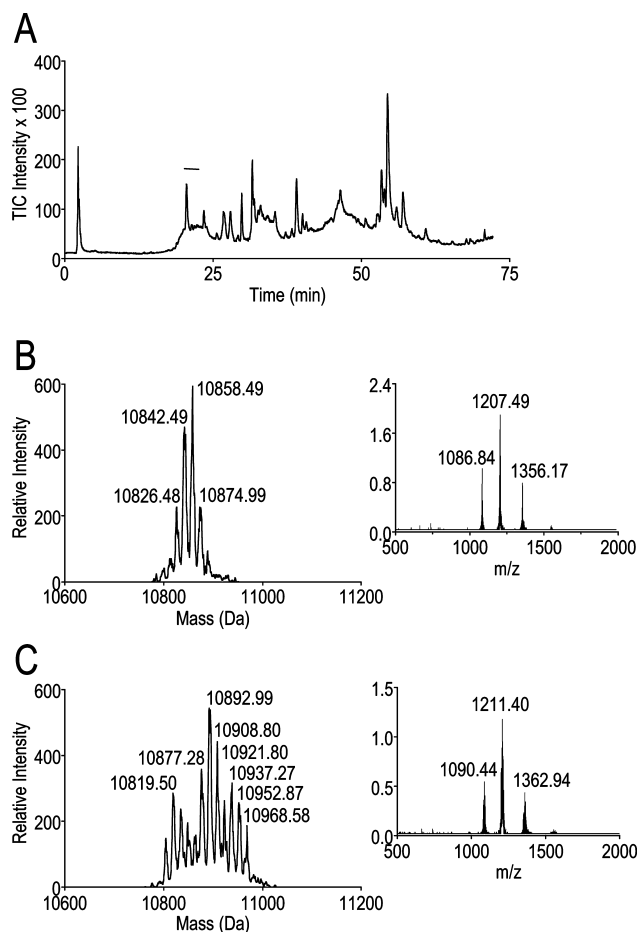 A
TIC Intensity x 100
400
300
200
100
0
0 25 50 75
Time (min)
B
Relative Intensity
600
400
200
0
10858.49
10842.49
10826.48 10874.99
10600 10800 11000 11200
Mass (Da)
2.4
1.6
0.8
0.0
1207.49
1086.84
1356.17
500 1000 1500 2000
m/z
C
Relative Intensity
600
400
200
0
10892.99
10908.80
10877.28 10921.80
10937.27
10819.50 10952.87
10968.58
10600 10800 11000 11200
Mass (Da)
1.5
1.0
0.5
0.0
1211.40
1090.44
1362.94
500 1000 1500 2000
m/z